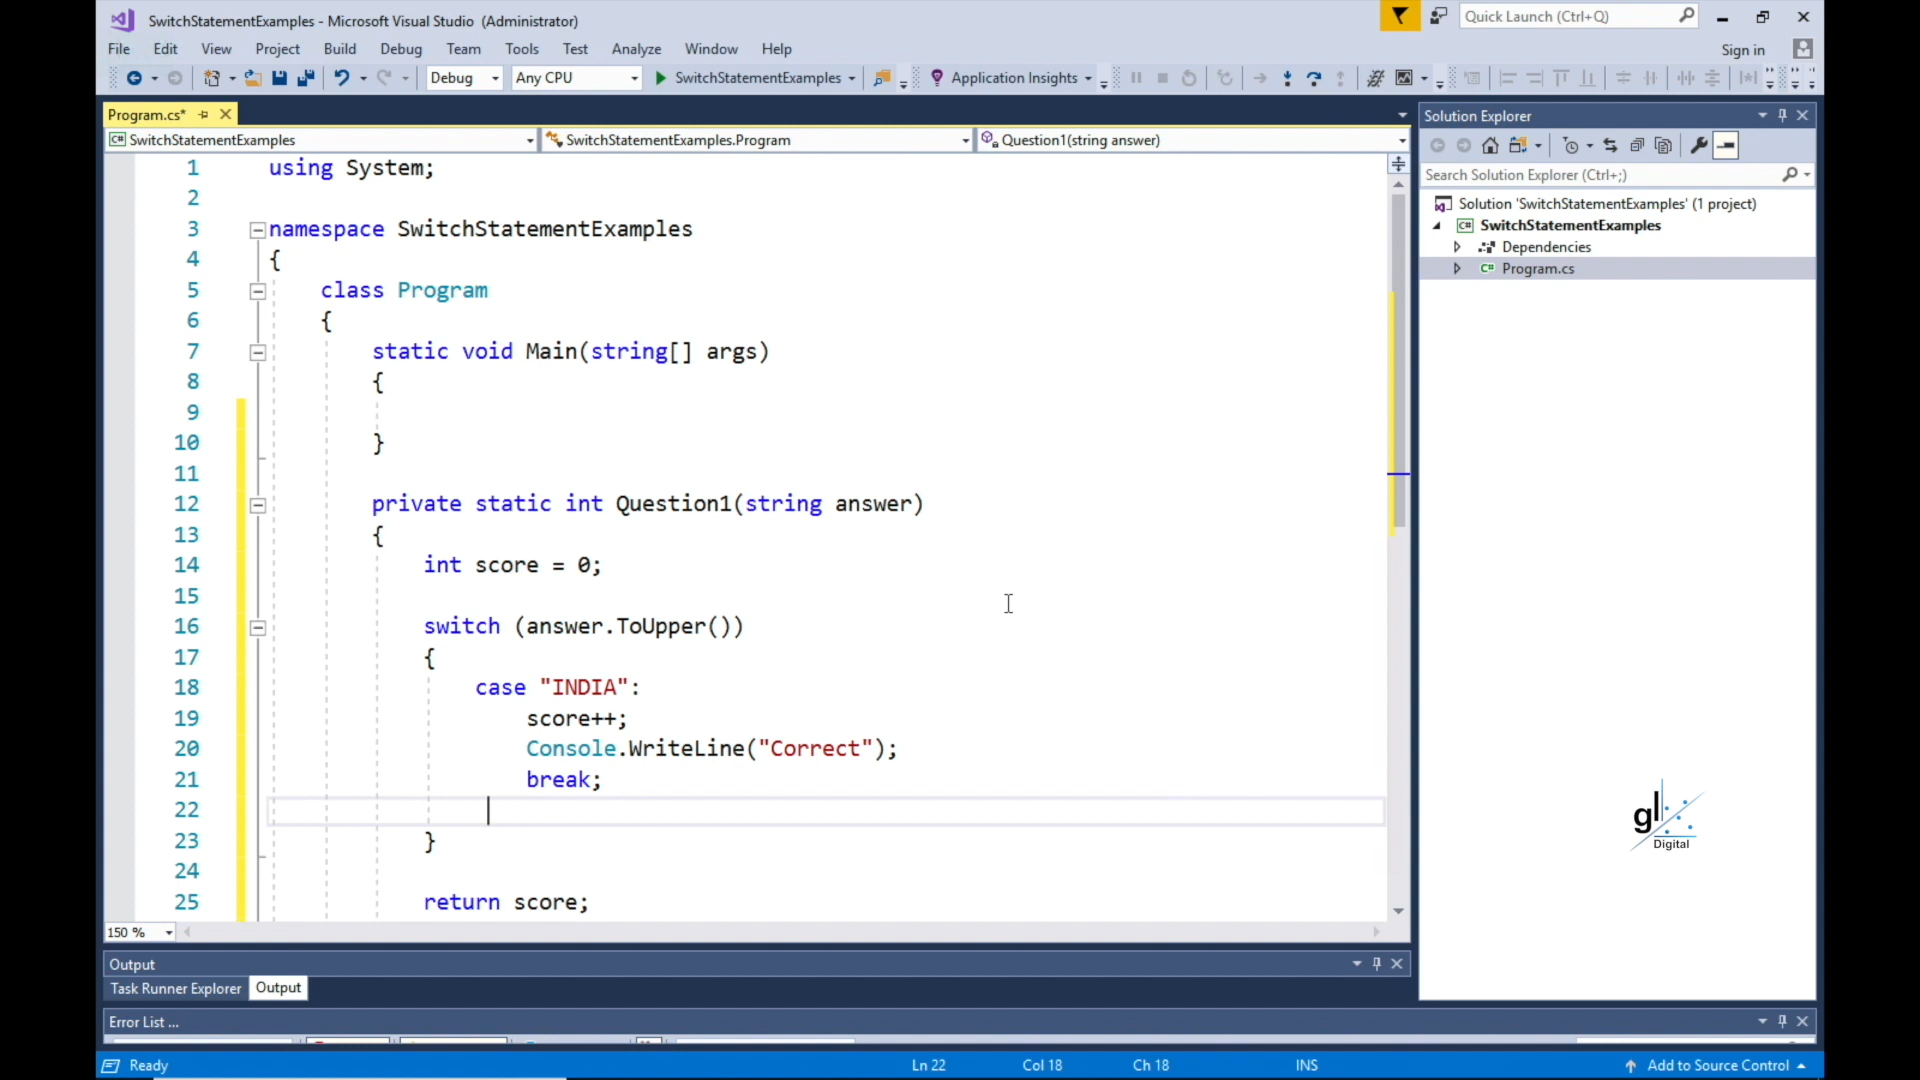 SwitchStatementExamples - Microsoft Visual Studio (Administrator)
Quick Launch (Ctrl+Q)
File Edit View Project Build Debug Team Tools Test Analyze Window Help
Sign in
Debug Any CPU SwitchStatementExamples Application Insights
Program.cs*
SwitchStatementExamples SwitchStatementExamples.Program Question1(string answer)
1 using System;
2
3 namespace SwitchStatementExamples
4 {
5 class Program
6 {
7 static void Main(string[] args)
8 {
9
10 }
11
12 private static int Question1(string answer)
13 {
14 int score = 0;
15
16 switch (answer.ToUpper())
17 {
18 case "INDIA":
19 score++;
20 Console.WriteLine("Correct");
21 break;
22
23 }
24
25 return score;
150 %
Solution Explorer
Search Solution Explorer (Ctrl+;)
Solution 'SwitchStatementExamples' (1 project)
SwitchStatementExamples
Dependencies
C# Program.cs
gl
Digital
Output
Task Runner Explorer Output
Error List ...
Ready Ln 22 Col 18 Ch 18 INS Add to Source Control